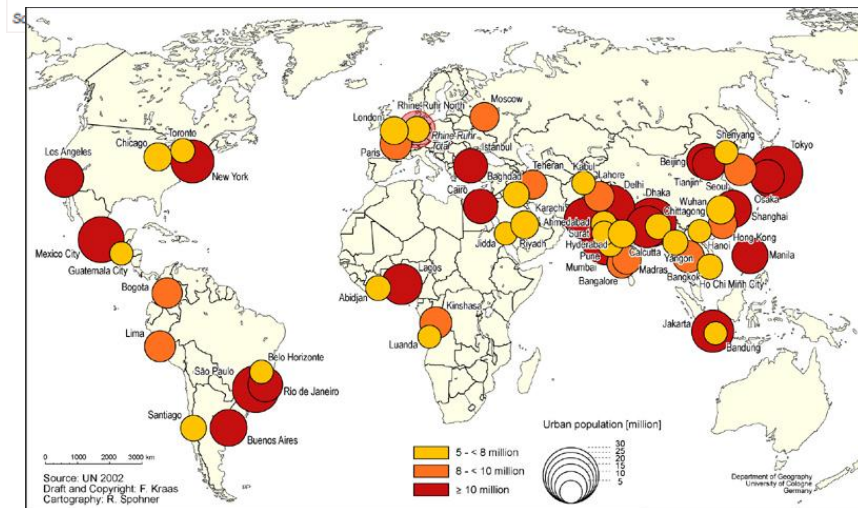 Moscow
Rhine-Ruhr North
London
Rhine-Ruhr
Total
Paris
Istanbul
Toronto
Chicago
Los Angeles
New York
Mexico City
Guatemala City
Bogota
Lima
Belo Horizonte
São Paulo
Rio de Janeiro
Santiago
Buenos Aires
Teheran
Baghdad
Cairo
Jidda
Riyadh
Lagos
Abidjan
Kinshasa
Luanda
Kabul
Lahore
Delhi
Dhaka
Karachi
Ahmedabad
Chittagong
Surat
Hyderabad
Calcutta
Pune
Mumbai
Madras
Bangalore
Yangon
Bangkok
Hanoi
Ho Chi Minh City
Shenyang
Tokyo
Beijing
Tianjin
Seoul
Osaka
Wuhan
Shanghai
Hong Kong
Manila
Jakarta
Bandung
0 1000 2000 3000 km
Source: UN 2002
Draft and Copyright: F. Kraas
Cartography: R. Spohner
5 - < 8 million
8 - < 10 million
≥ 10 million
Urban population [million]
30
25
20
15
10
5
Department of Geography
University of Cologne
Germany